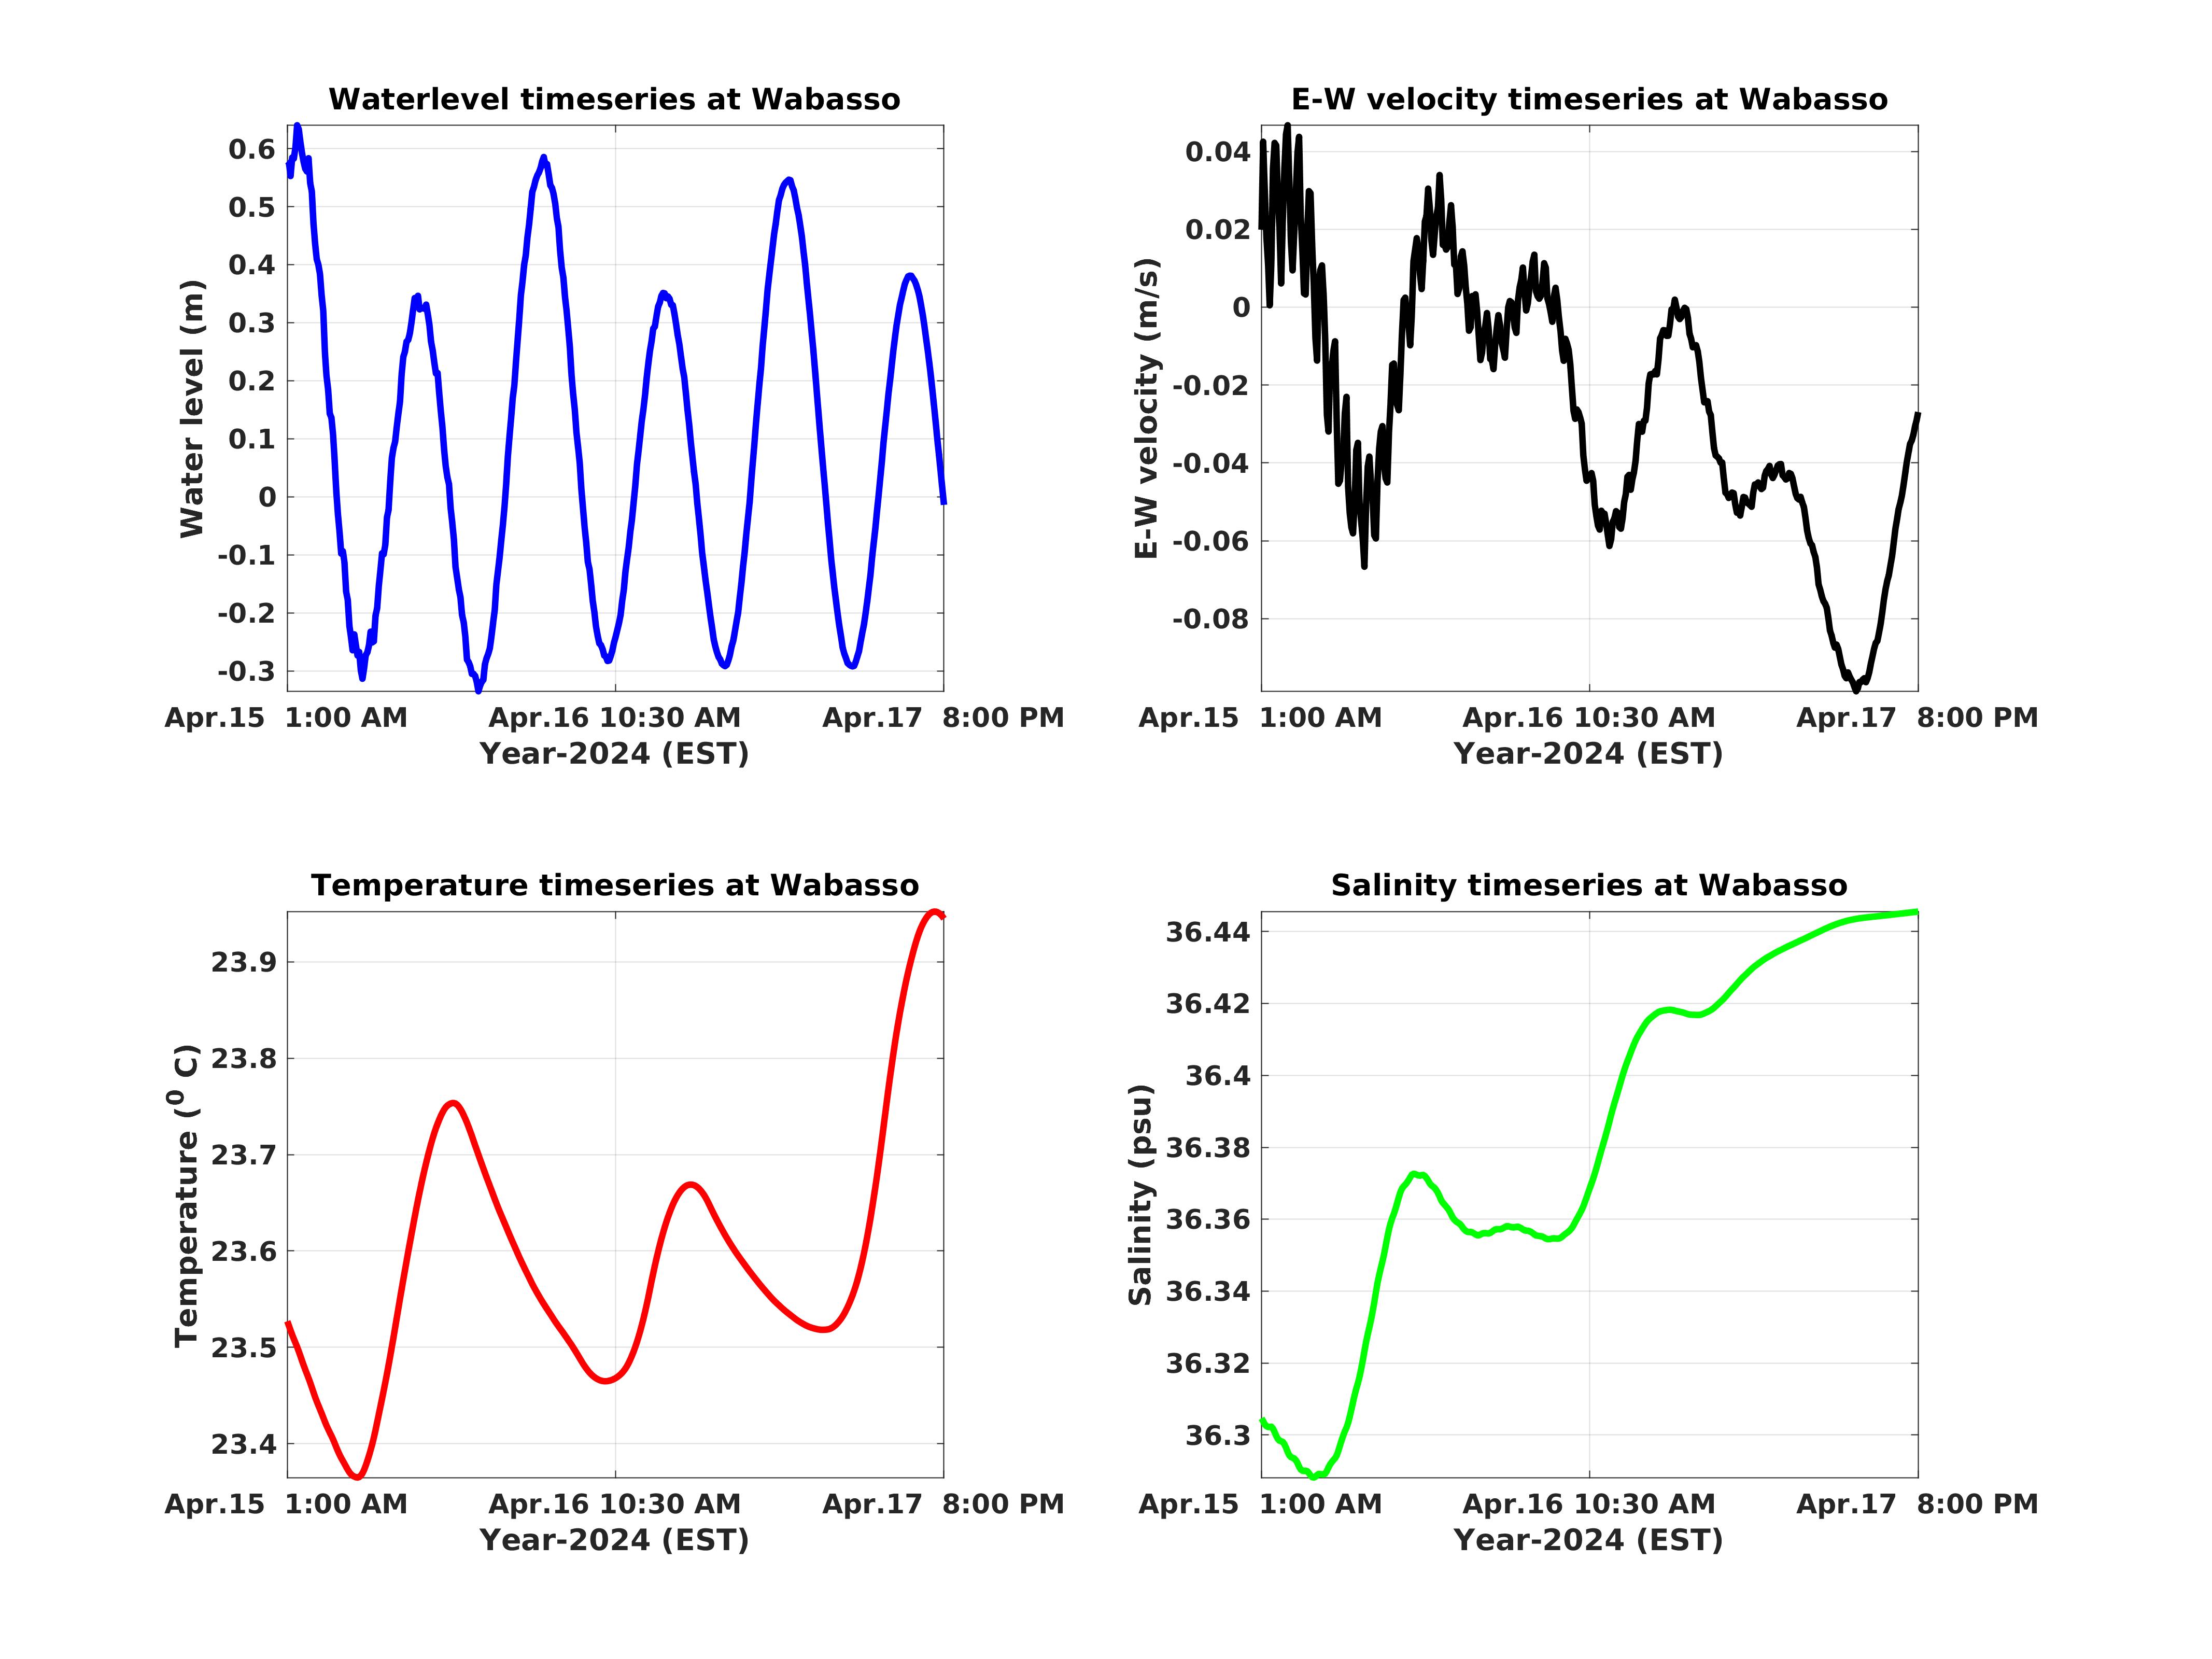 Waterlevel timeseries at Wabasso
0.6
0.5
0.4
0.3
0.2
0.1
0
-0.1
-0.2
-0.3
Water level (m)
Apr.15 1:00 AM Apr.16 10:30 AM Apr.17 8:00 PM
Year-2024 (EST)
E-W velocity timeseries at Wabasso
0.04
0.02
0
-0.02
-0.04
-0.06
-0.08
E-W velocity (m/s)
Apr.15 1:00 AM Apr.16 10:30 AM Apr.17 8:00 PM
Year-2024 (EST)
Temperature timeseries at Wabasso
23.9
23.8
23.7
23.6
23.5
23.4
Temperature (⁰ C)
Apr.15 1:00 AM Apr.16 10:30 AM Apr.17 8:00 PM
Year-2024 (EST)
Salinity timeseries at Wabasso
36.44
36.42
36.4
36.38
36.36
36.34
36.32
36.3
Salinity (psu)
Apr.15 1:00 AM Apr.16 10:30 AM Apr.17 8:00 PM
Year-2024 (EST)